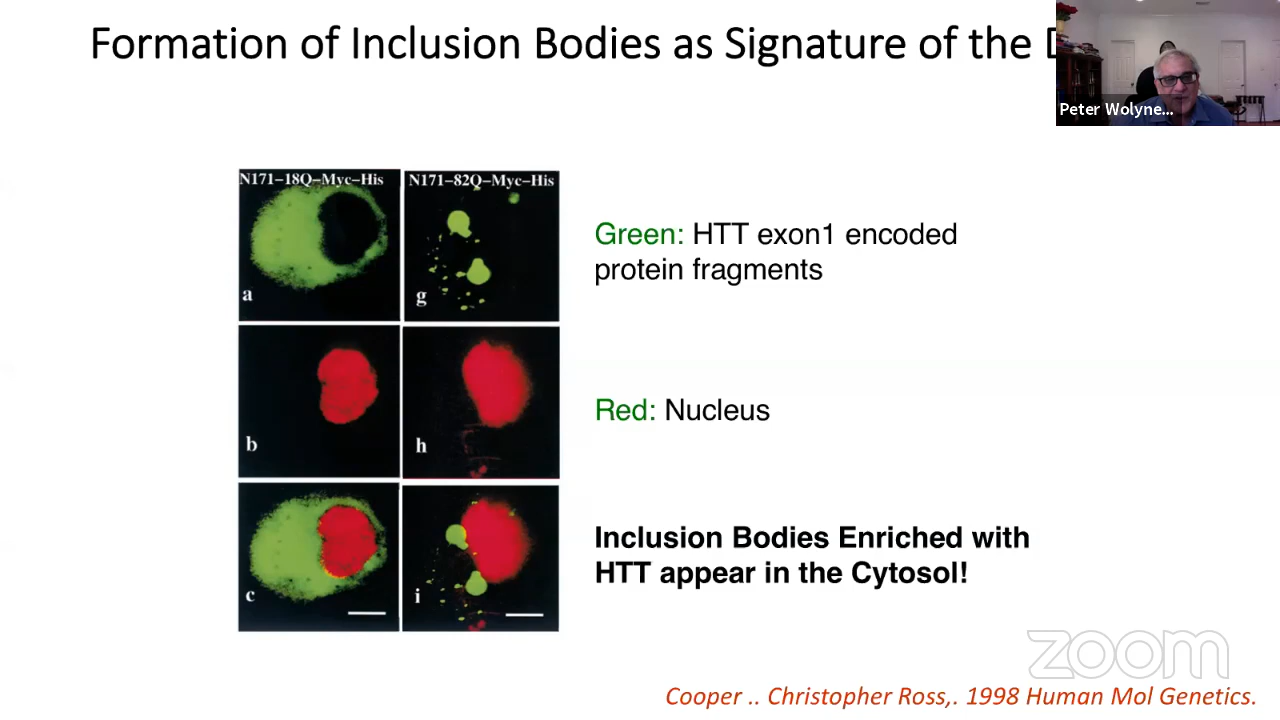 Formation of Inclusion Bodies as Signature of the
Peter Wolyne...
N171-18Q-Myc-His
N171-82Q-Myc-His
a
g
Green: HTT exon1 encoded
protein fragments
b
h
Red: Nucleus
c
i
Inclusion Bodies Enriched with
HTT appear in the Cytosol!
zoom
Cooper .. Christopher Ross,. 1998 Human Mol Genetics.